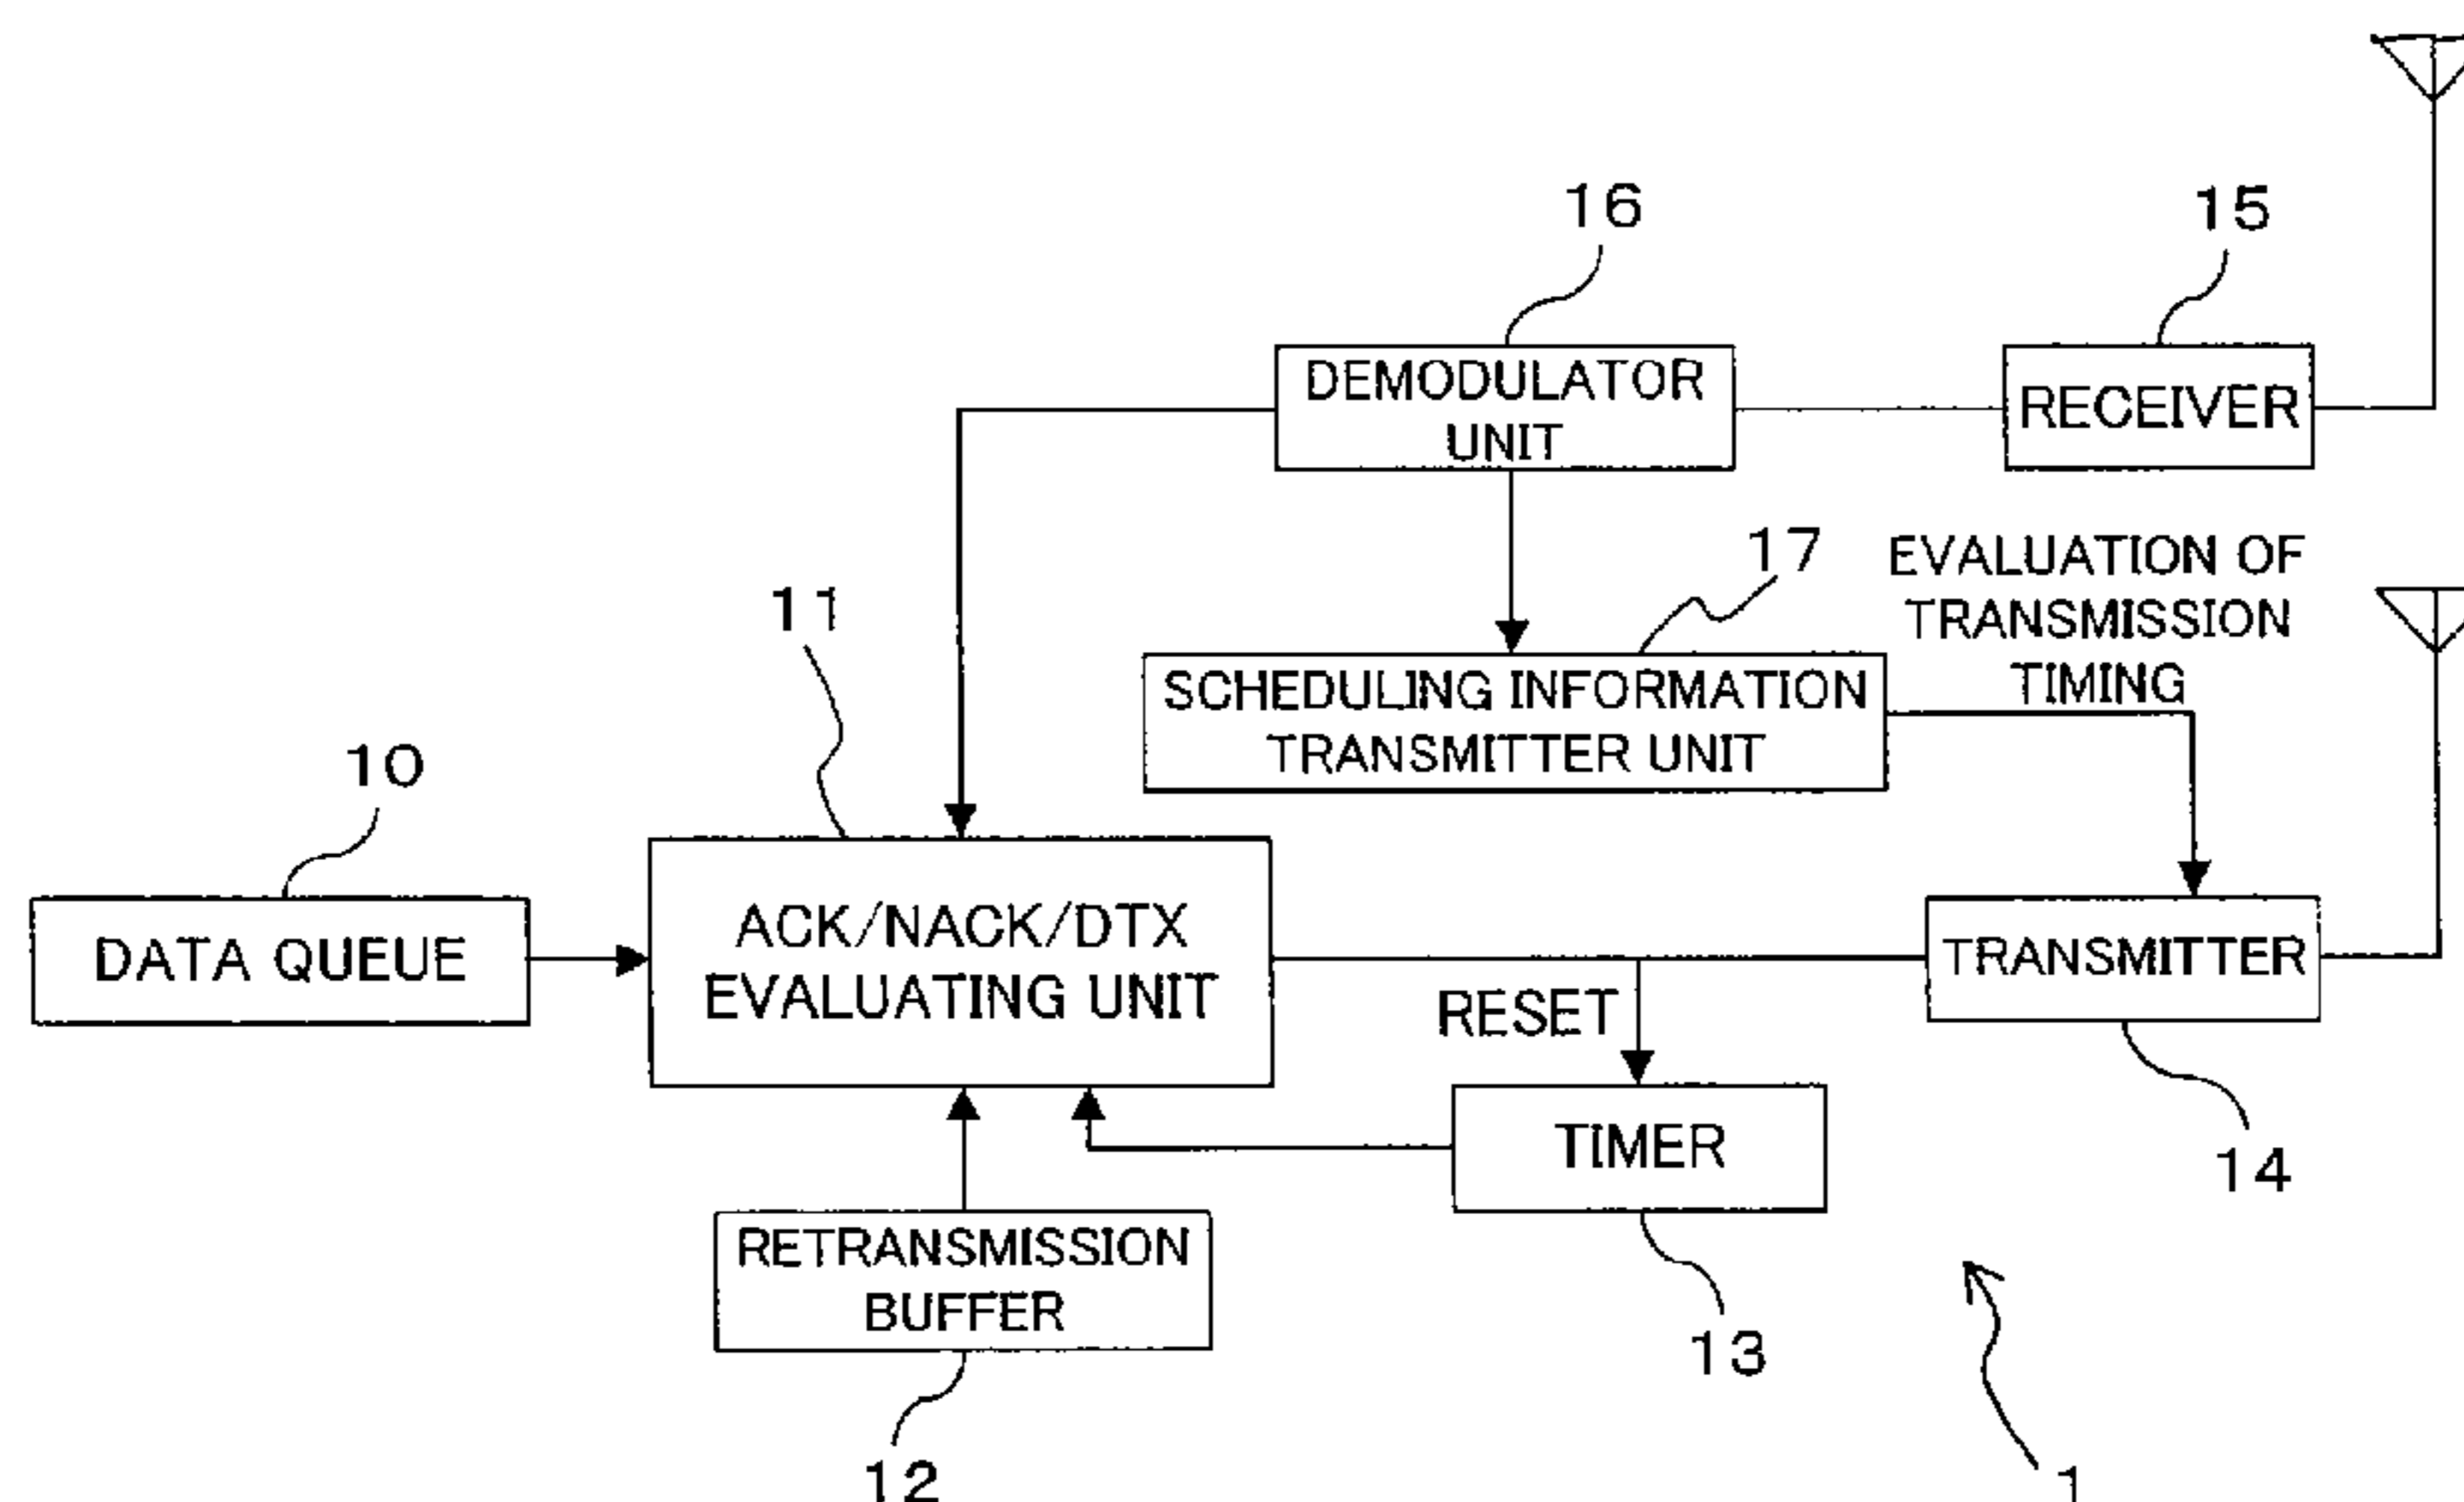 16
15
DEMODULATOR
UNIT
RECEIVER
17
EVALUATION OF
TRANSMISSION
TIMING
11
SCHEDULING INFORMATION
TRANSMITTER UNIT
10
DATA QUEUE
ACK/NACK/DTX
EVALUATING UNIT
TRANSMITTER
RESET
TIMER
14
RETRANSMISSION
BUFFER
13
12
1